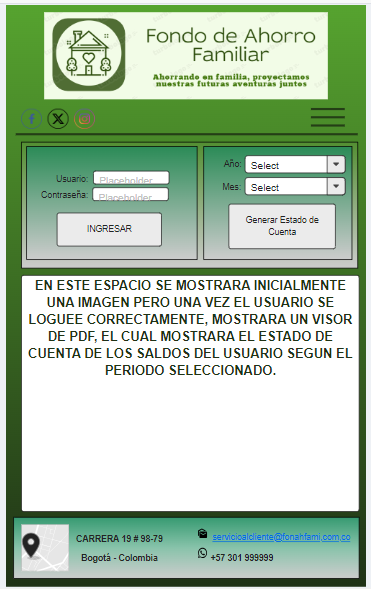 Fondo de Ahorro
Familiar
Ahorrando en familia, proyectamos
nuestras futuras aventuras juntos
Usuario: Placeholder
Contraseña: Placeholder
INGRESAR
Año: Select
Mes: Select
Generar Estado de
Cuenta
EN ESTE ESPACIO SE MOSTRARA INICIALMENTE
UNA IMAGEN PERO UNA VEZ EL USUARIO SE
LOGUEE CORRECTAMENTE, MOSTRARA UN VISOR
DE PDF, EL CUAL MOSTRARA EL ESTADO DE
CUENTA DE LOS SALDOS DEL USUARIO SEGUN EL
PERIODO SELECCIONADO.
CARRERA 19 # 98-79
Bogotá - Colombia
servicioalcliente@fonahfami.com.co
+57 301 999999